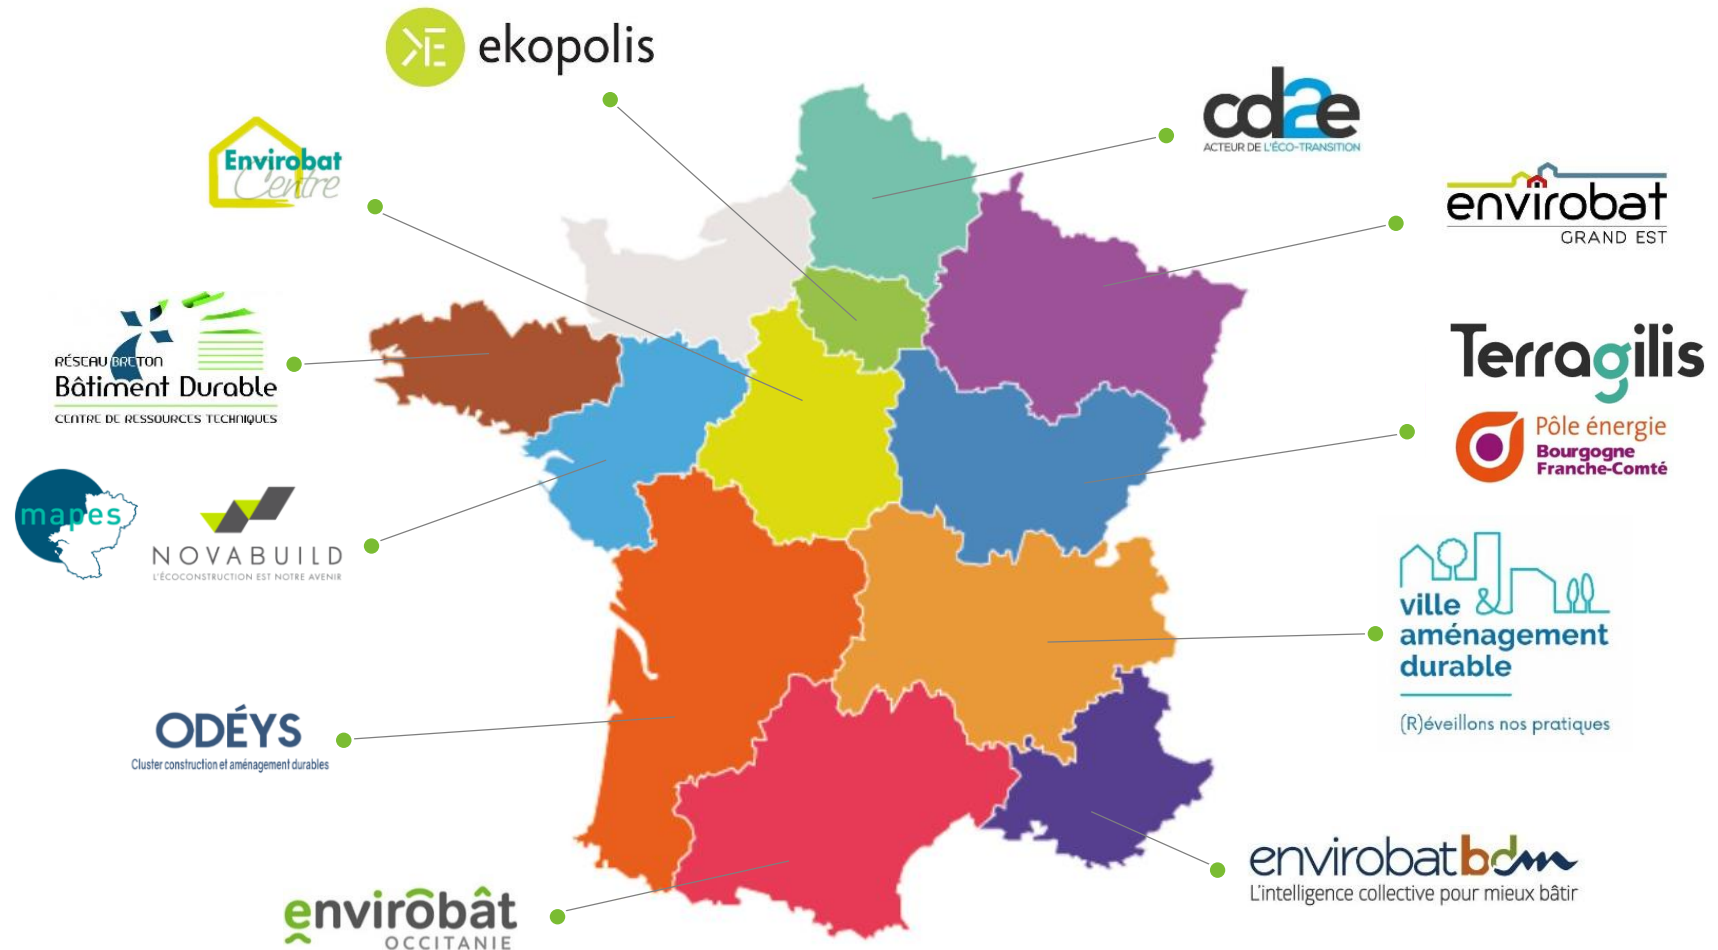 ekopolis
cd2e
ACTEUR DE L'ÉCO-TRANSITION
Envirobat
Centre
envirobat
GRAND EST
RÉSEAU BRETON
Bâtiment Durable
CENTRE DE RESSOURCES TECHNIQUES
Terragilis
Pôle énergie
Bourgogne
Franche-Comté
mapes
NOVABUILD
L'ÉCOCONSTRUCTION EST NOTRE AVENIR
ville &
aménagement
durable
(R)éveillons nos pratiques
ODÉYS
Cluster construction et aménagement durables
envirobatbdm
L'intelligence collective pour mieux bâtir
envirobât
OCCITANIE